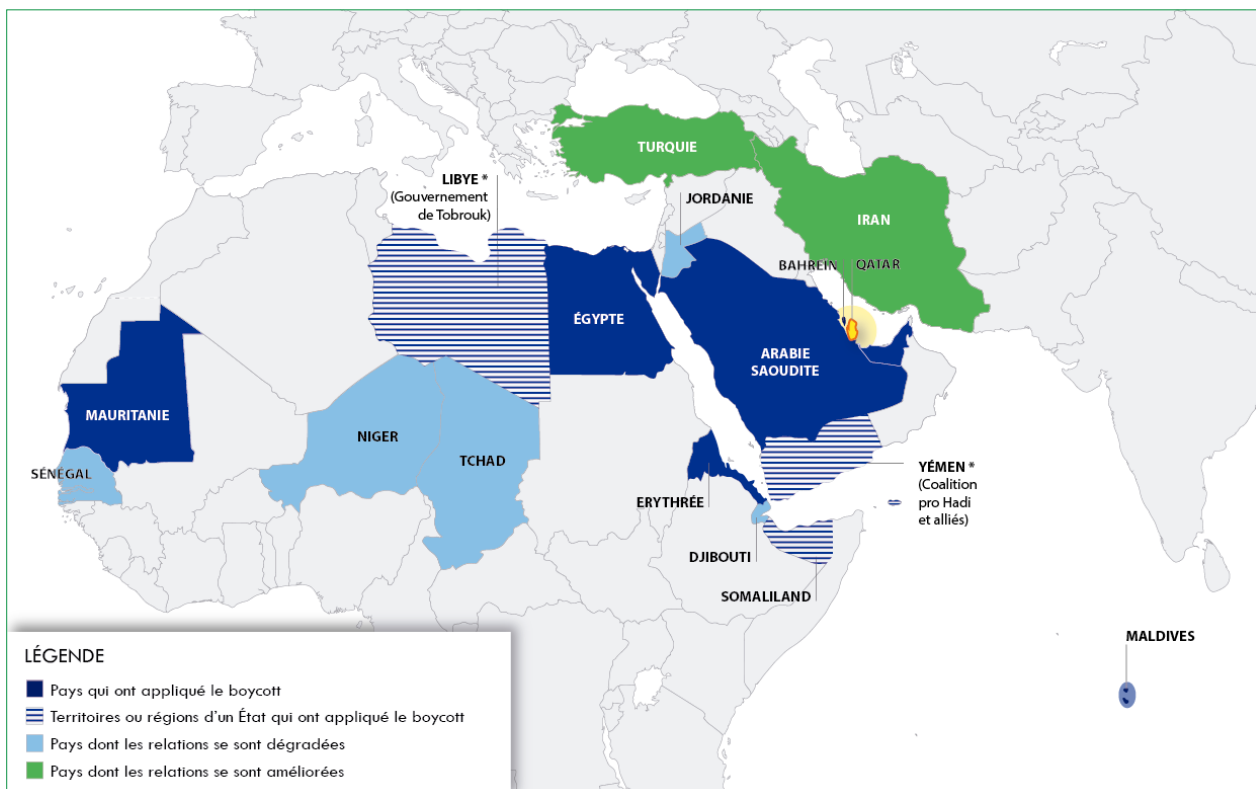 TURQUIE
LIBYE *
(Gouvernement
de Tobrouk)
JORDANIE
IRAN
BAHREIN
QATAR
ÉGYPTE
ARABIE
SAOUDITE
MAURITANIE
NIGER
TCHAD
SÉNÉGAL
YÉMEN *
(Coalition
pro Hadi
et alliés)
ERYTHRÉE
DJIBOUTI
SOMALILAND
MALDIVES
LÉGENDE
Pays qui ont appliqué le boycott
Territoires ou régions d'un État qui ont appliqué le boycott
Pays dont les relations se sont dégradées
Pays dont les relations se sont améliorées